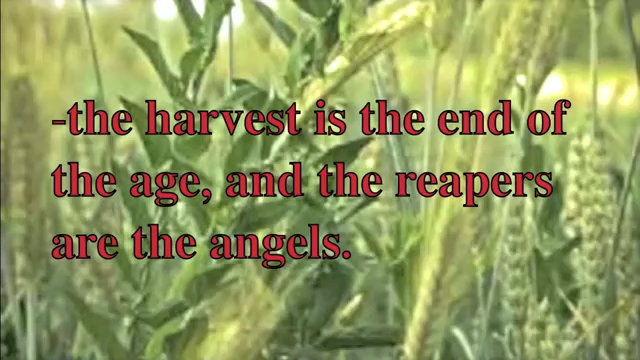 -the harvest is the end of
the age, and the reapers
are the angels.